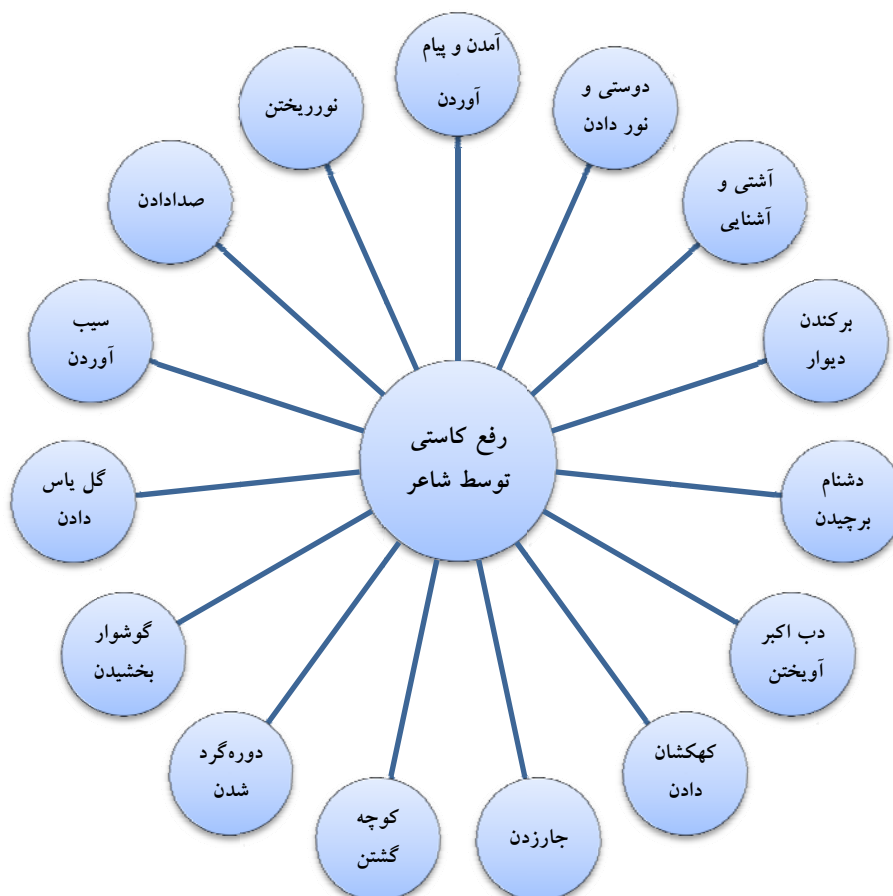 رفع کاستی
توسط شاعر
آمدن و پیام
آوردن
دوستی و
نور دادن
آشتی و
آشنایی
برکندن
دیوار
دشنام
برچیدن
دب اکبر
آویختن
کهکشان
دادن
جارزدن
کوچه
گشتن
دوره‌گرد
شدن
گوشوار
بخشیدن
گل یاس
دادن
سیب
آوردن
صدادادن
نورریختن